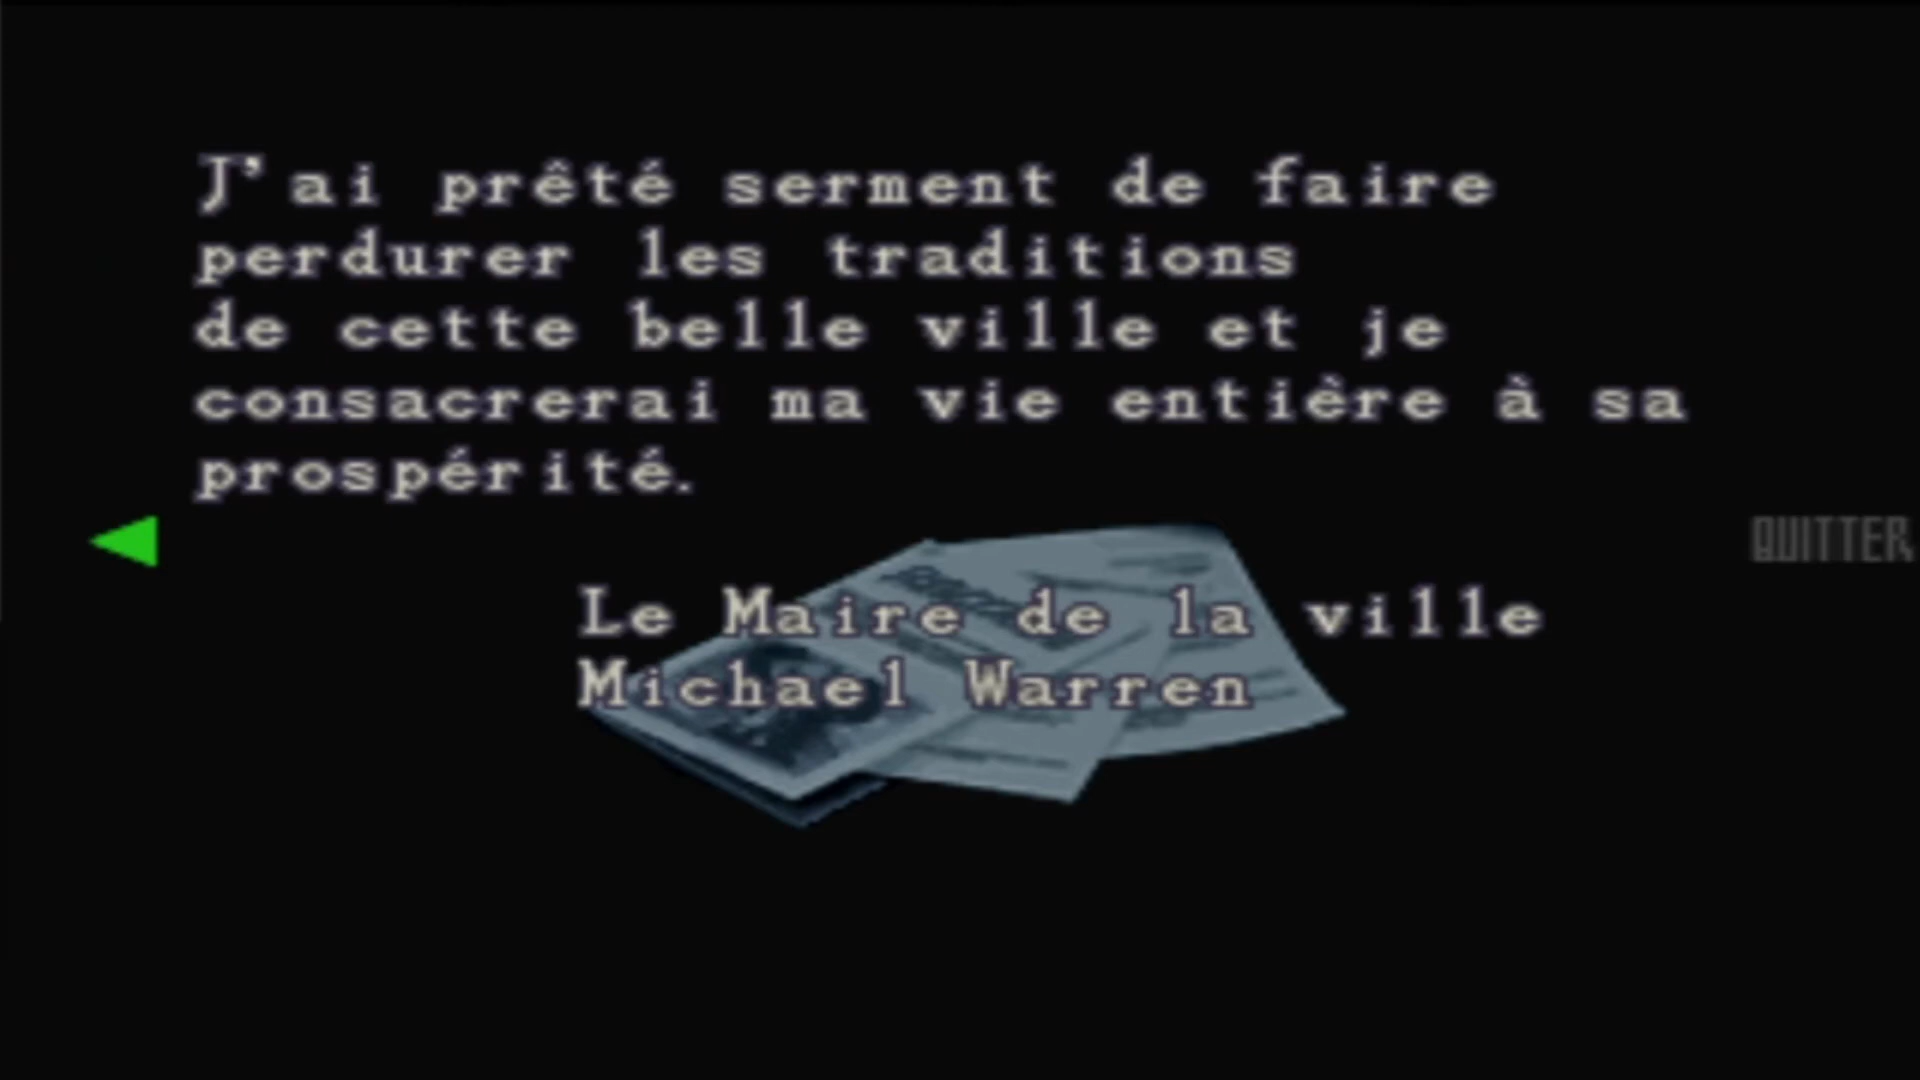 J'ai prêté serment de faire
perdurer les traditions
de cette belle ville et je
consacrerai ma vie entière à sa
prospérité.
QUITTER
Le Maire de la ville
Michael Warren